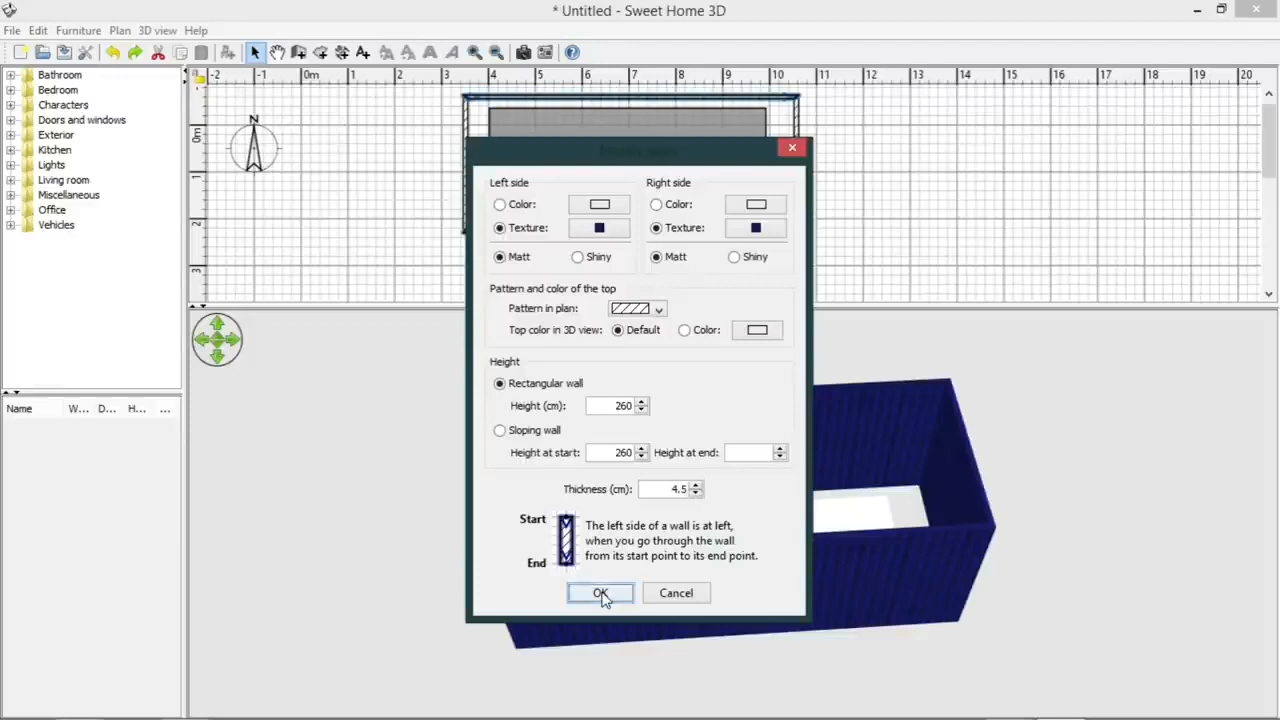 * Untitled - Sweet Home 3D
File Edit Furniture Plan 3D view Help
-2 -1 0m 1 2 3 4 5 6 7 8 9 10 11 12 13 14 15 16 17 18 19 20
Bathroom
Bedroom
Characters
Doors and windows
Exterior
Kitchen
Lights
Living room
Miscellaneous
Office
Vehicles
Name W... D... H... ...
N
0m
1
2
3
Left side Right side
Color: Color:
Texture: Texture:
Matt Shiny Matt Shiny
Pattern and color of the top
Pattern in plan:
Top color in 3D view: Default Color:
Height
Rectangular wall
Height (cm): 260
Sloping wall
Height at start: 260 Height at end:
Thickness (cm): 4.5
Start
End
The left side of a wall is at left,
when you go through the wall
from its start point to its end point.
OK Cancel